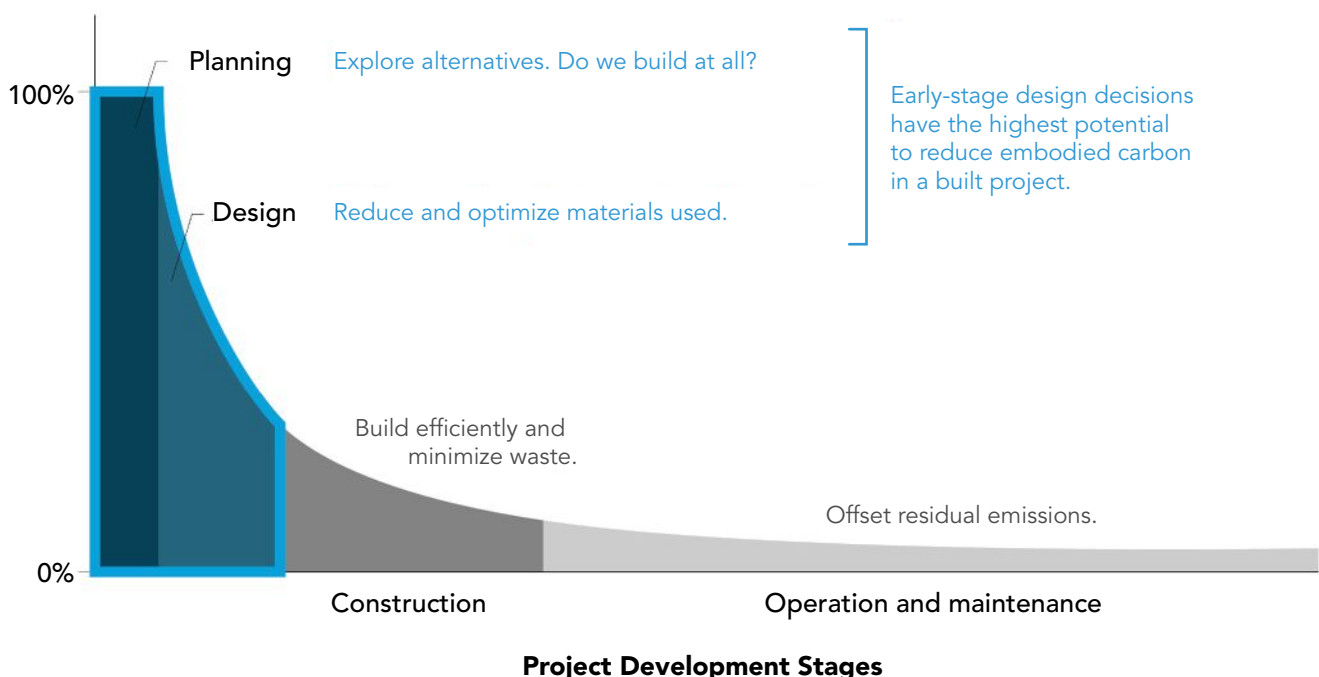 Planning
Explore alternatives. Do we build at all?
100%
Early-stage design decisions
have the highest potential
to reduce embodied carbon
in a built project.
Design
Reduce and optimize materials used.
Build efficiently and
minimize waste.
Offset residual emissions.
0%
Construction
Operation and maintenance
Project Development Stages